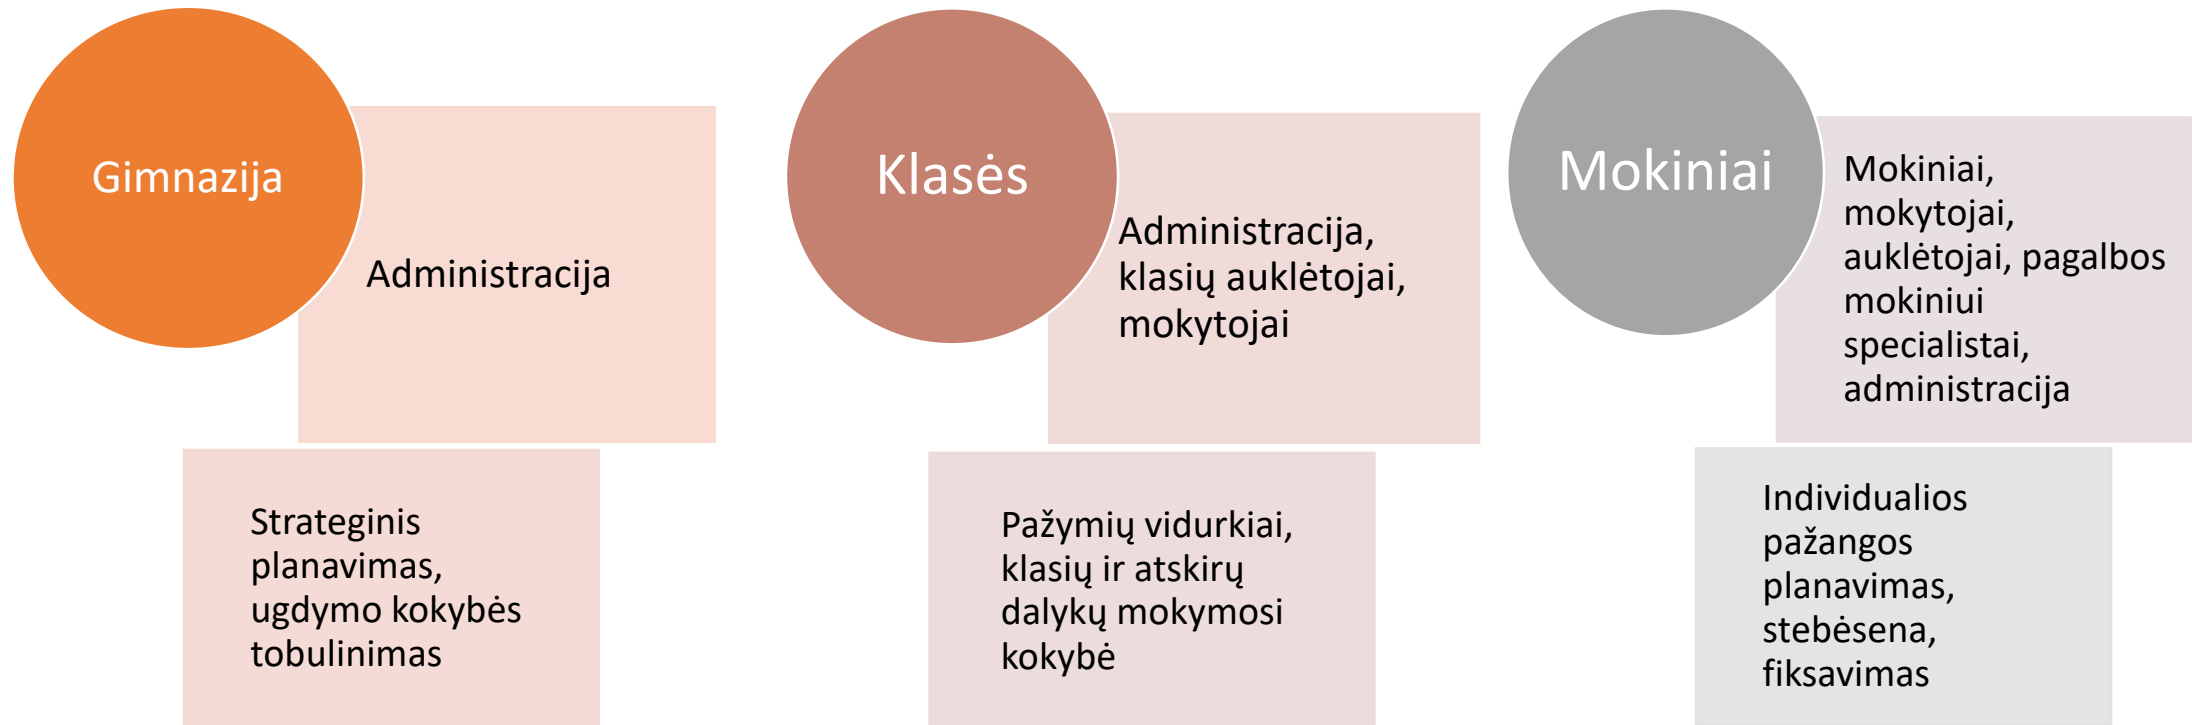 Gimnazija
Administracija
Strateginis
planavimas,
ugdymo kokybės
tobulinimas
Klasės
Administracija,
klasių auklėtojai,
mokytojai
Pažymių vidurkiai,
klasių ir atskirų
dalykų mokymosi
kokybė
Mokiniai
Mokiniai,
mokytojai,
auklėtojai, pagalbos
mokiniui
specialistai,
administracija
Individualios
pažangos
planavimas,
stebėsena,
fiksavimas